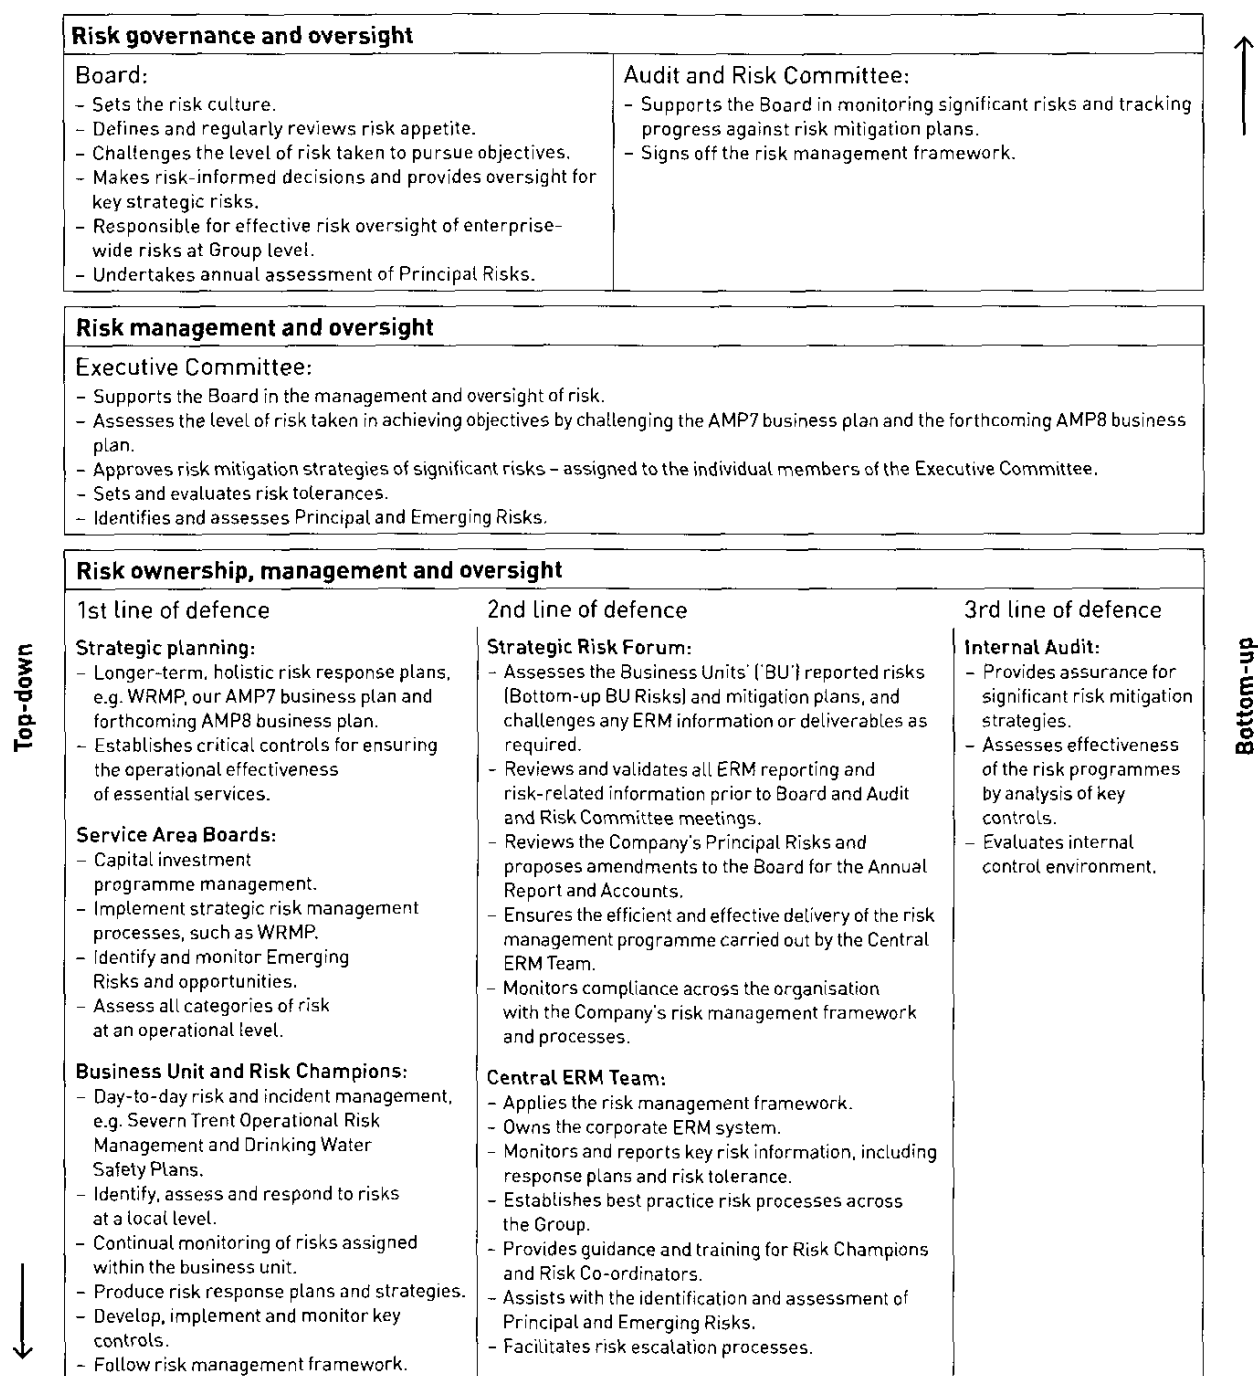 Risk governance and oversight
Board:
– Sets the risk culture.
– Defines and regularly reviews risk appetite.
– Challenges the level of risk taken to pursue objectives.
– Makes risk-informed decisions and provides oversight for
key strategic risks.
– Responsible for effective risk oversight of enterprise-
wide risks at Group level.
– Undertakes annual assessment of Principal Risks.
Audit and Risk Committee:
– Supports the Board in monitoring significant risks and tracking
progress against risk mitigation plans.
– Signs off the risk management framework.
Risk management and oversight
Executive Committee:
– Supports the Board in the management and oversight of risk.
– Assesses the level of risk taken in achieving objectives by challenging the AMP7 business plan and the forthcoming AMP8 business
plan.
– Approves risk mitigation strategies of significant risks – assigned to the individual members of the Executive Committee.
– Sets and evaluates risk tolerances.
– Identifies and assesses Principal and Emerging Risks.
Risk ownership, management and oversight
Top-down
1st line of defence
Strategic planning:
– Longer-term, holistic risk response plans,
e.g. WRMP, our AMP7 business plan and
forthcoming AMP8 business plan.
– Establishes critical controls for ensuring
the operational effectiveness
of essential services.
Service Area Boards:
– Capital investment
programme management.
– Implement strategic risk management
processes, such as WRMP.
– Identify and monitor Emerging
Risks and opportunities.
– Assess all categories of risk
at an operational level.
Business Unit and Risk Champions:
– Day-to-day risk and incident management,
e.g. Severn Trent Operational Risk
Management and Drinking Water
Safety Plans.
– Identify, assess and respond to risks
at a local level.
– Continual monitoring of risks assigned
within the business unit.
– Produce risk response plans and strategies.
– Develop, implement and monitor key
controls.
– Follow risk management framework.
2nd line of defence
Strategic Risk Forum:
– Assesses the Business Units' ('BU') reported risks
(Bottom-up BU Risks) and mitigation plans, and
challenges any ERM information or deliverables as
required.
– Reviews and validates all ERM reporting and
risk-related information prior to Board and Audit
and Risk Committee meetings.
– Reviews the Company's Principal Risks and
proposes amendments to the Board for the Annual
Report and Accounts.
– Ensures the efficient and effective delivery of the risk
management programme carried out by the Central
ERM Team.
– Monitors compliance across the organisation
with the Company's risk management framework
and processes.
Central ERM Team:
– Applies the risk management framework.
– Owns the corporate ERM system.
– Monitors and reports key risk information, including
response plans and risk tolerance.
– Establishes best practice risk processes across
the Group.
– Provides guidance and training for Risk Champions
and Risk Co-ordinators.
– Assists with the identification and assessment of
Principal and Emerging Risks.
– Facilitates risk escalation processes.
3rd line of defence
Internal Audit:
– Provides assurance for
significant risk mitigation
strategies.
– Assesses effectiveness
of the risk programmes
by analysis of key
controls.
– Evaluates internal
control environment.
Bottom-up